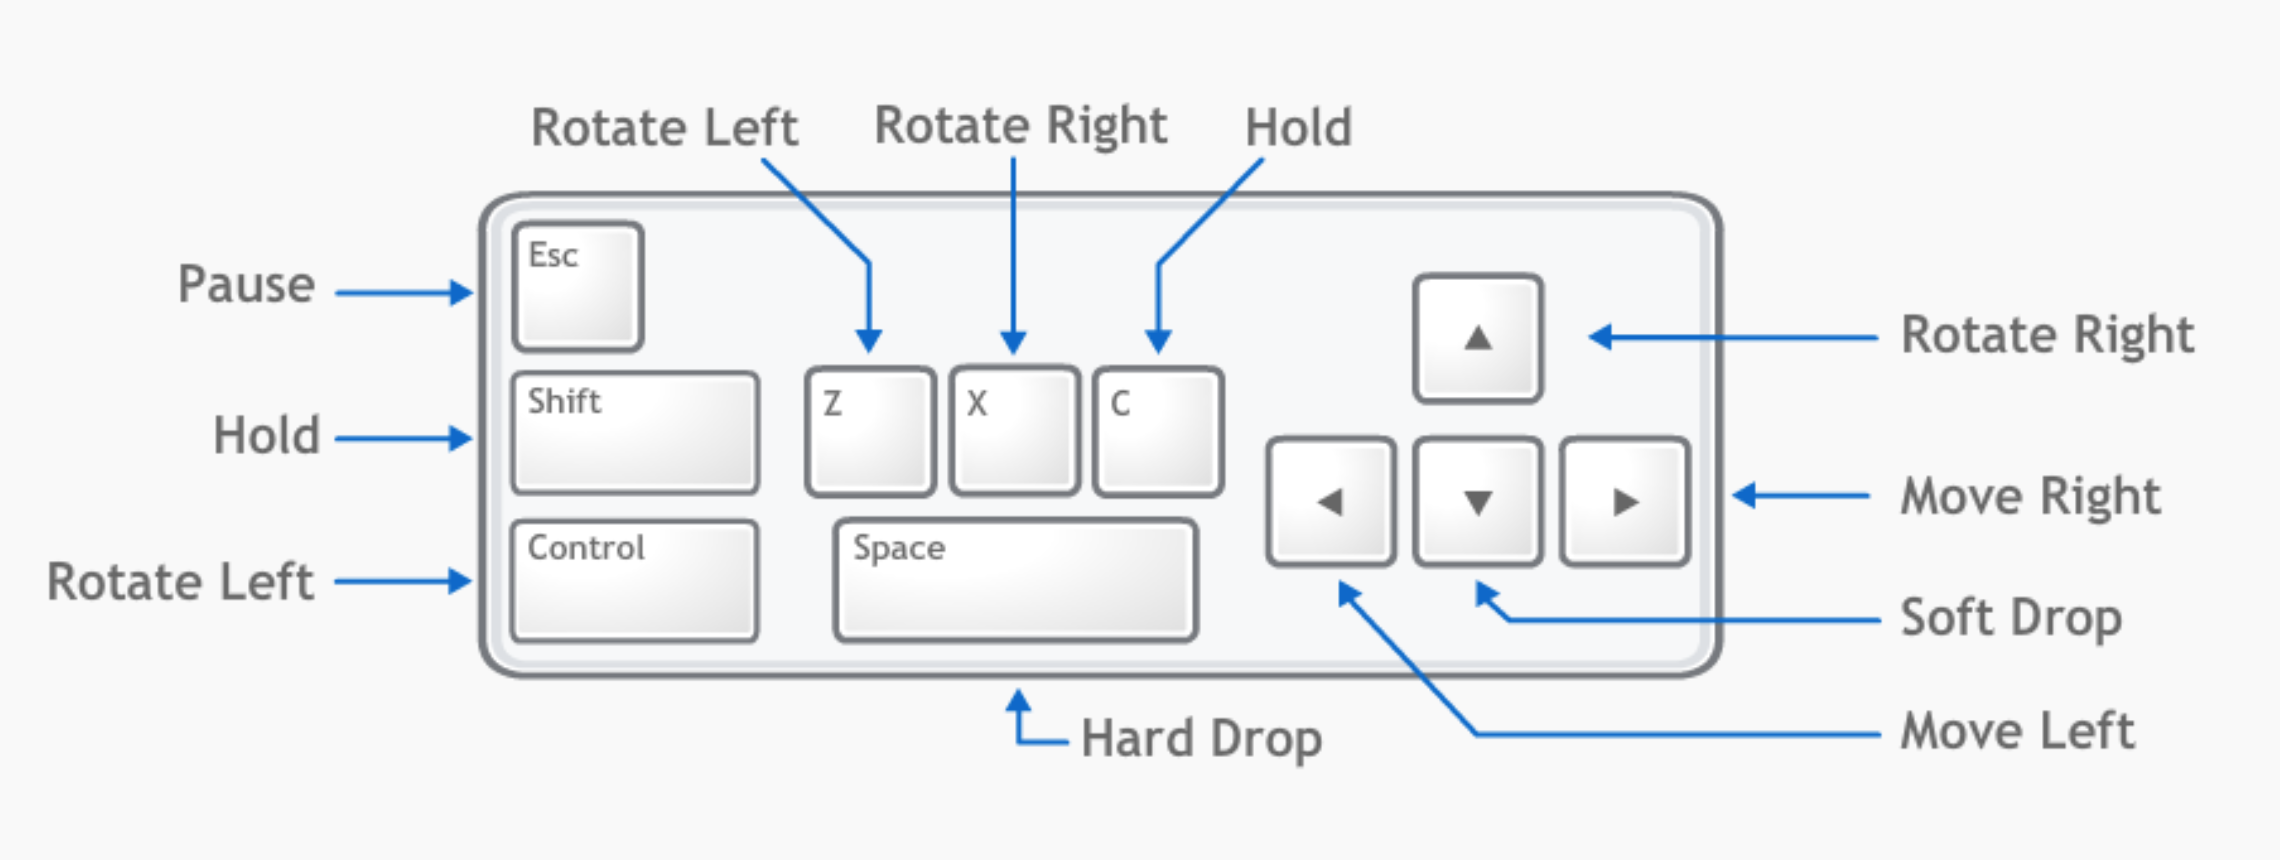 Rotate Left
Rotate Right
Hold
Esc
Pause
Rotate Right
Shift
Z
X
C
Hold
Move Right
Control
Space
Rotate Left
Soft Drop
Hard Drop
Move Left